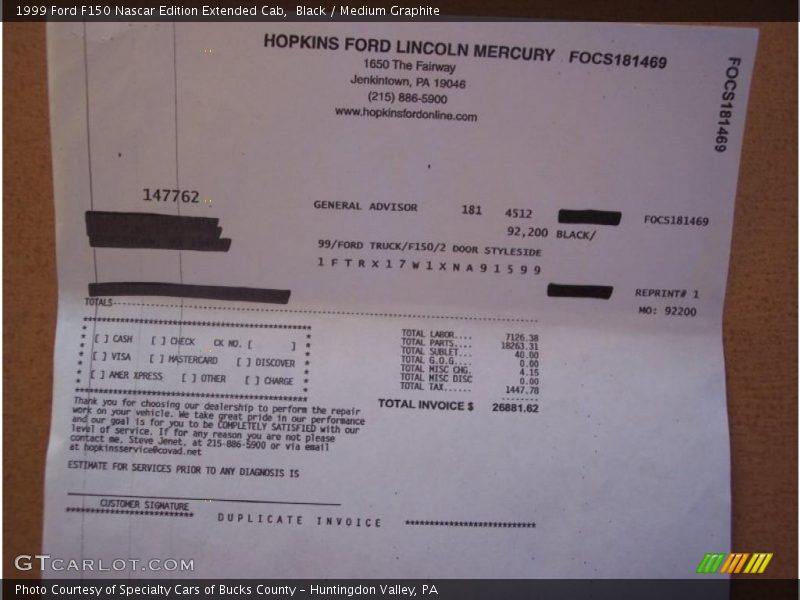 1999 Ford F150 Nascar Edition Extended Cab,  Black / Medium Graphite
HOPKINS FORD LINCOLN MERCURY FOCS181469
1650 The Fairway
Jenkintown, PA 19046
(215) 886-5900
www.hopkinsfordonline.com
FOCS181469
147762
GENERAL ADVISOR 181 4512 FOCS181469
92,200 BLACK/
99/FORD TRUCK/F150/2 DOOR STYLESIDE
1 F T R X 1 7 W 1 X N A 9 1 5 9 9
REPRINT# 1
MO: 92200
TOTALS
[ ] CASH [ ] CHECK CK NO. [ ]
[ ] VISA [ ] MASTERCARD [ ] DISCOVER
[ ] AMER XPRESS [ ] OTHER [ ] CHARGE
TOTAL LABOR.... 7126.38
TOTAL PARTS.... 18263.31
TOTAL SUBLET... 40.00
TOTAL G.O.G.... 0.00
TOTAL MISC CHG. 4.15
TOTAL MISC DISC 0.00
TOTAL TAX...... 1447.78
TOTAL INVOICE $ 26881.62
Thank you for choosing our dealership to perform the repair
work on your vehicle. We take great pride in our performance
and our goal is for you to be COMPLETELY SATISFIED with our
level of service. If for any reason you are not please
contact me, Steve Jenet, at 215-886-5900 or via email
at hopkinsservice@covad.net
ESTIMATE FOR SERVICES PRIOR TO ANY DIAGNOSIS IS
CUSTOMER SIGNATURE
DUPLICATE INVOICE
GTCARLOT.COM
Photo Courtesy of Specialty Cars of Bucks County – Huntingdon Valley, PA